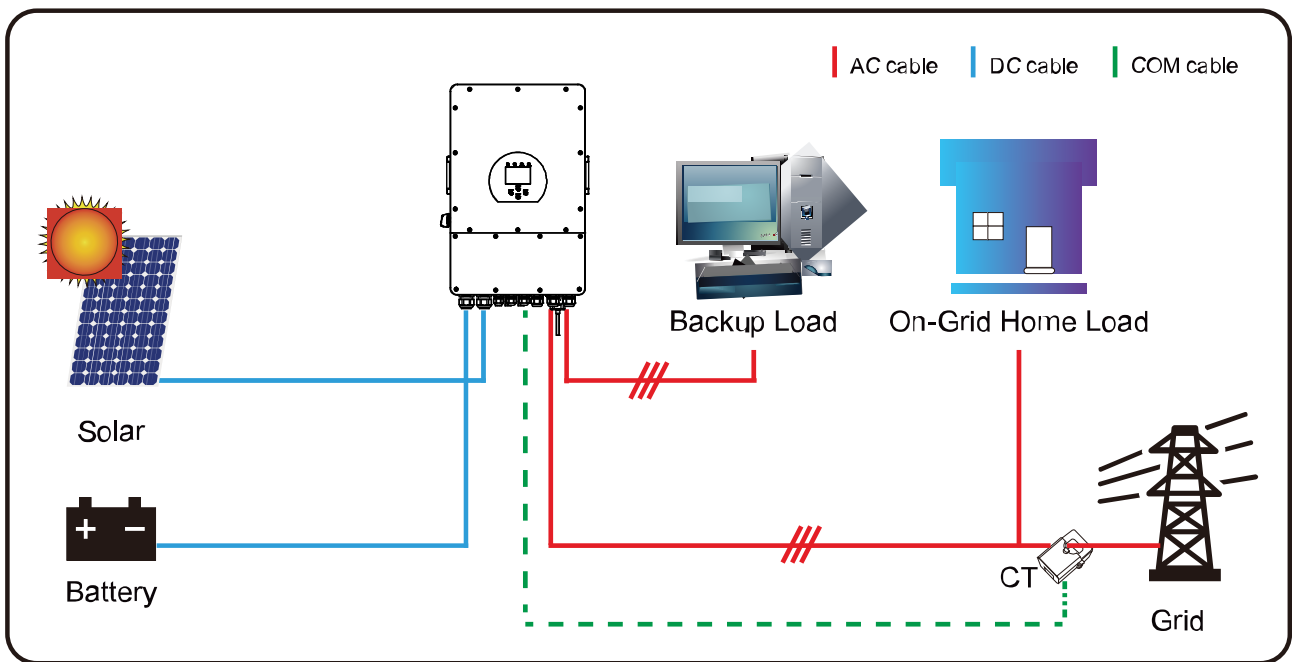 AC cable
DC cable
COM cable
Backup Load
On-Grid Home Load
Solar
+ −
Battery
CT
Grid